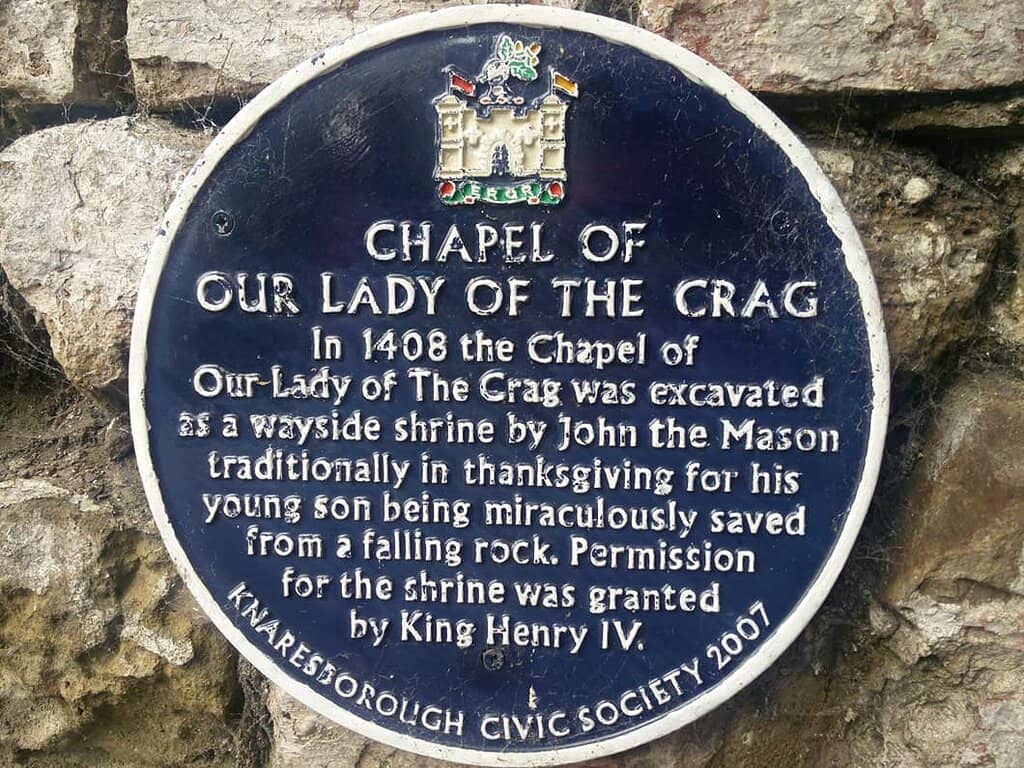 CHAPEL OF
OUR LADY OF THE CRAG
In 1408 the Chapel of
Our Lady of The Crag was excavated
as a wayside shrine by John the Mason
traditionally in thanksgiving for his
young son being miraculously saved
from a falling rock. Permission
for the shrine was granted
by King Henry IV.
KNARESBOROUGH CIVIC SOCIETY 2007